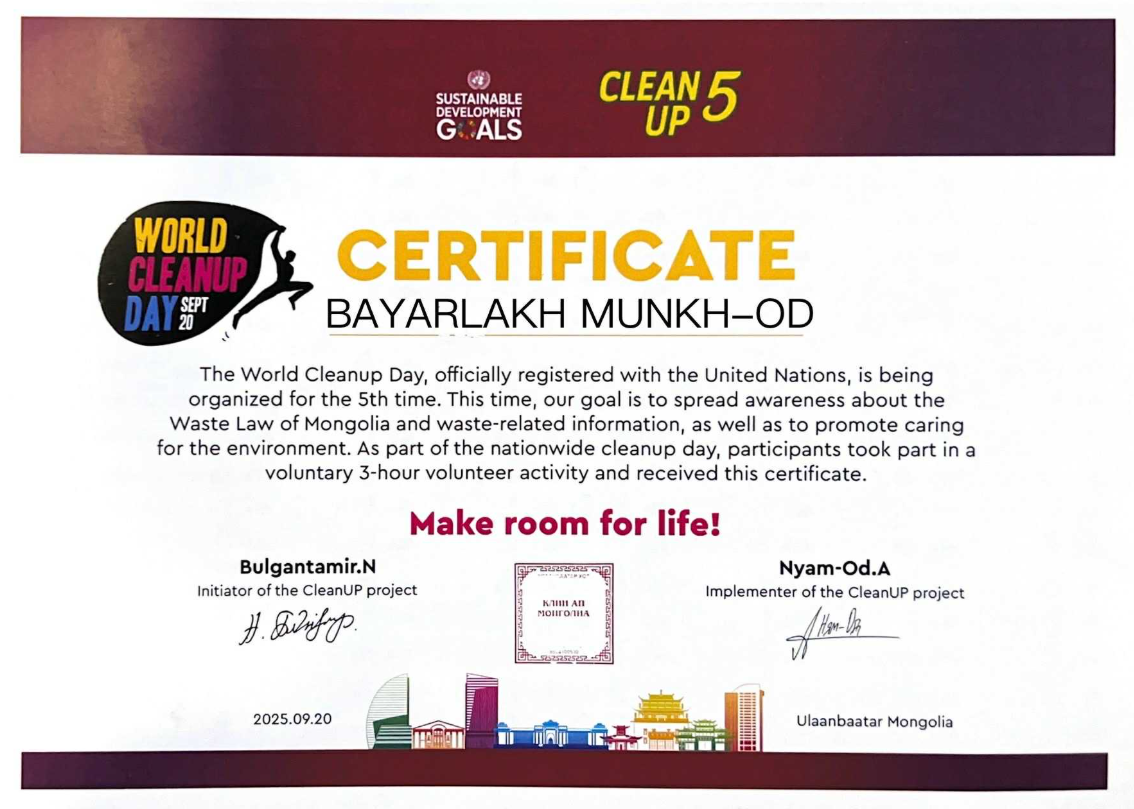 SUSTAINABLE
DEVELOPMENT
GOALS
CLEAN
UP 5
WORLD
CLEANUP
DAY SEPT
20
CERTIFICATE
BAYARLAKH MUNKH-OD
The World Cleanup Day, officially registered with the United Nations, is being
organized for the 5th time. This time, our goal is to spread awareness about the
Waste Law of Mongolia and waste-related information, as well as to promote caring
for the environment. As part of the nationwide cleanup day, participants took part in a
voluntary 3-hour volunteer activity and received this certificate.
Make room for life!
Bulgantamir.N
Initiator of the CleanUP project
Nyam-Od.A
Implementer of the CleanUP project
КЛИН АП
МОНГОЛИА
2025.09.20
Ulaanbaatar Mongolia